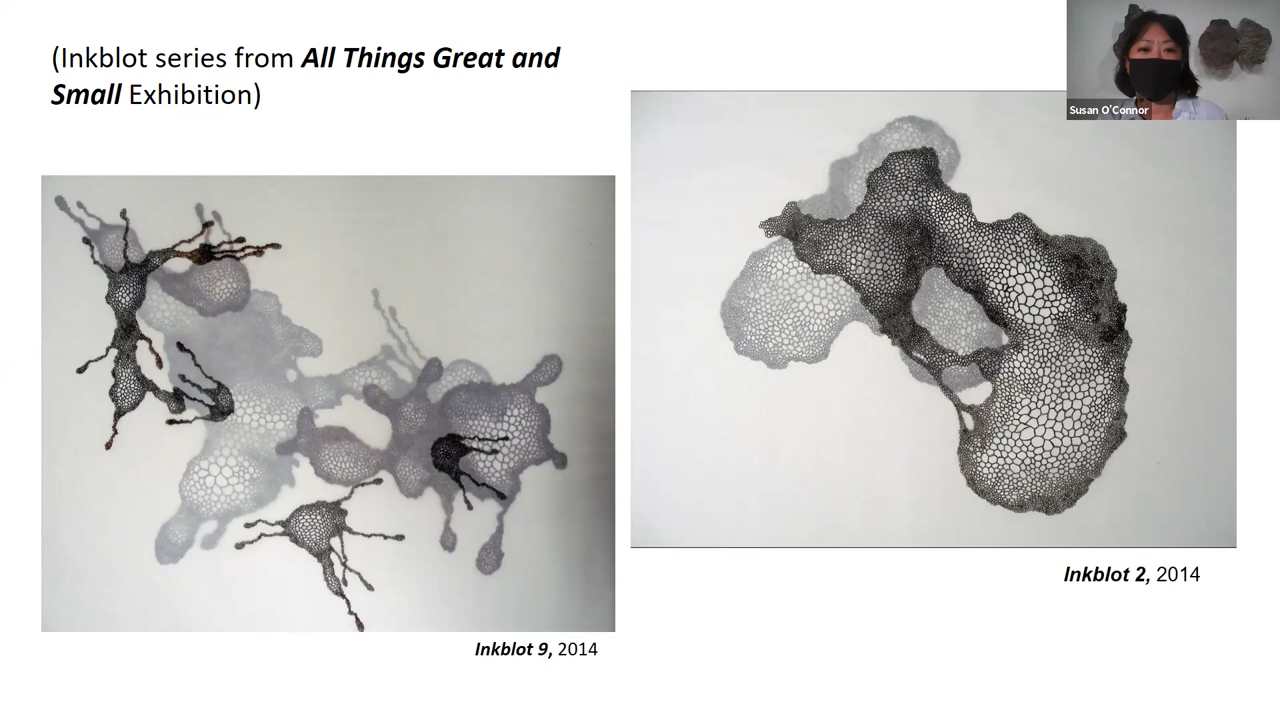 (Inkblot series from All Things Great and
Small Exhibition)
Susan O'Connor
Inkblot 2, 2014
Inkblot 9, 2014